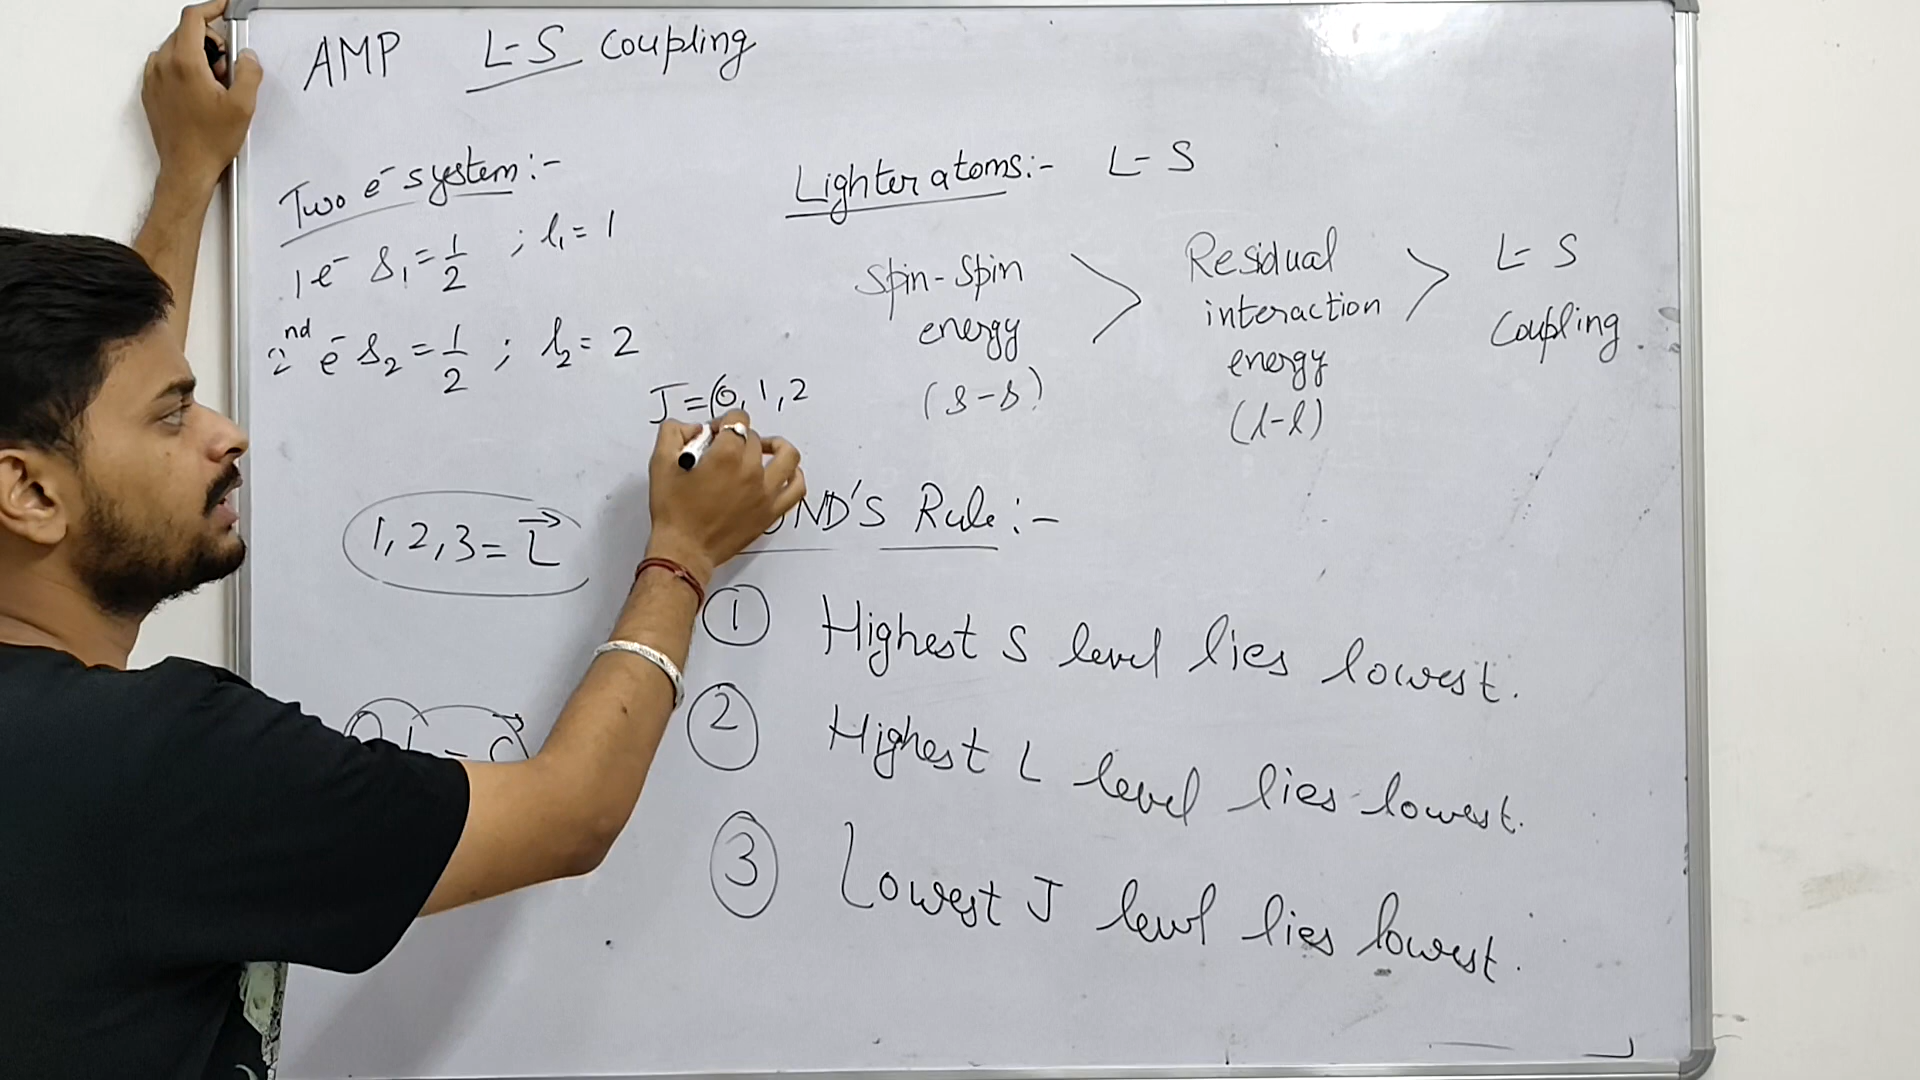 AMP L-S Coupling
Two e⁻ system:-
1 e⁻ s₁ = 1/2 ; l₁ = 1
2nd e⁻ s₂ = 1/2 ; l₂ = 2
J = 0, 1, 2
1, 2, 3 = L⃗
Lighter atoms:- L-S
Spin-Spin energy (s-s) > Residual interaction energy (l-l) > L-S Coupling
Rule:-
① Highest S level lies lowest.
② Highest L level lies lowest.
③ Lowest J level lies lowest.